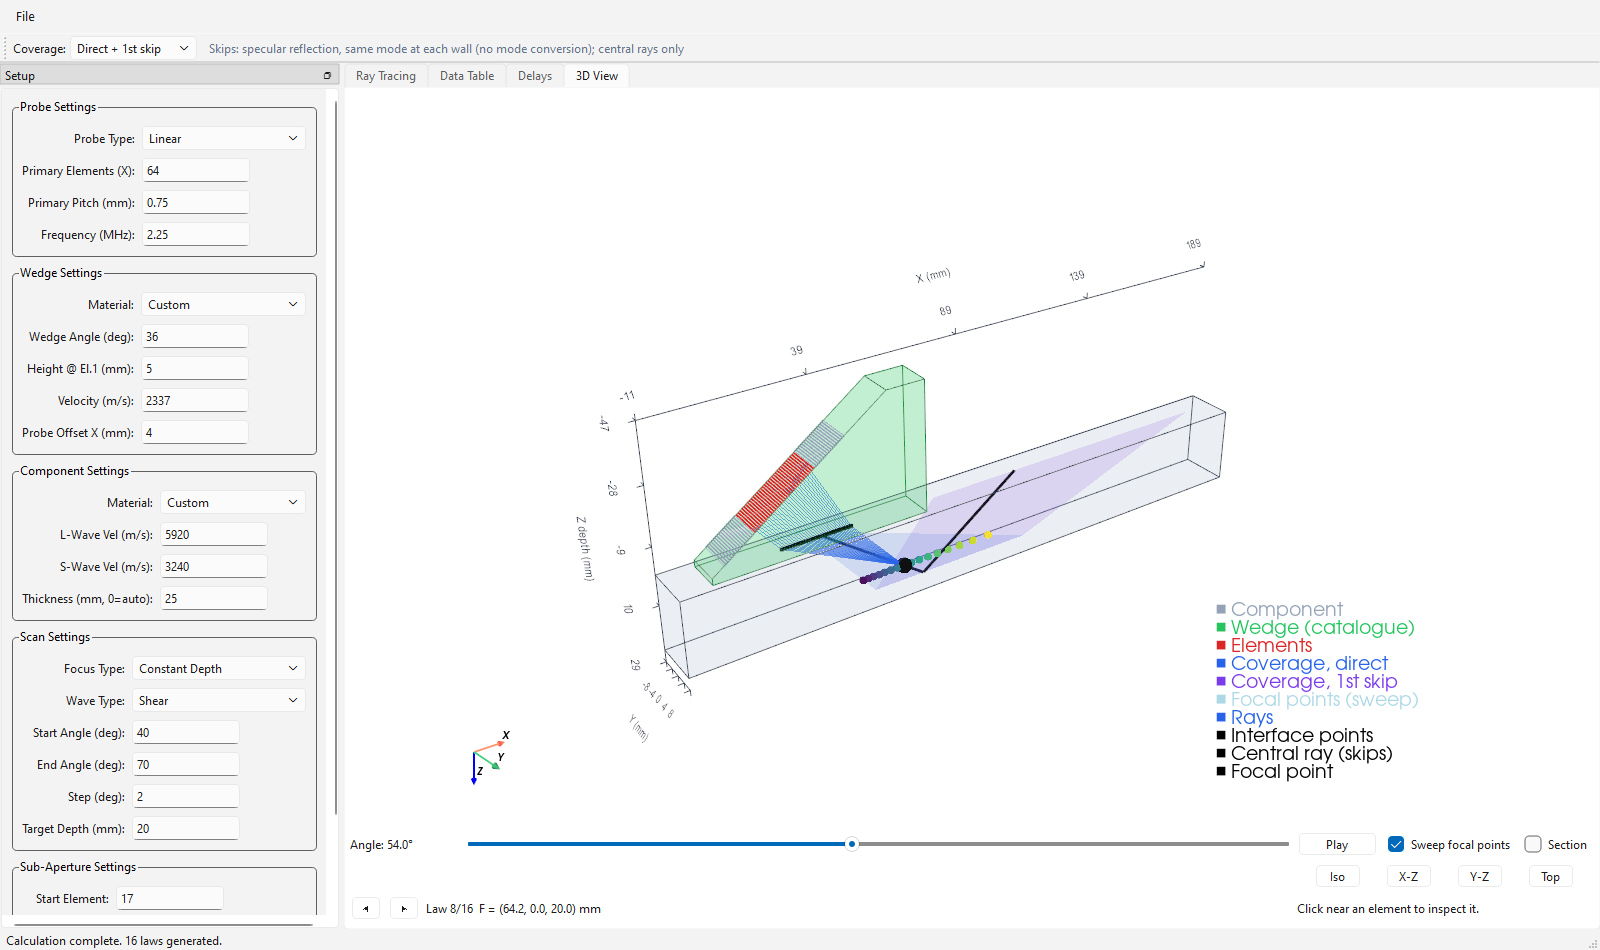 File
Coverage: Direct + 1st skip Skips: specular reflection, same mode at each wall (no mode conversion); central rays only
Setup
Ray Tracing Data Table Delays 3D View
Probe Settings
Probe Type: Linear
Primary Elements (X): 64
Primary Pitch (mm): 0.75
Frequency (MHz): 2.25
Wedge Settings
Material: Custom
Wedge Angle (deg): 36
Height @ El.1 (mm): 5
Velocity (m/s): 2337
Probe Offset X (mm): 4
Component Settings
Material: Custom
L-Wave Vel (m/s): 5920
S-Wave Vel (m/s): 3240
Thickness (mm, 0=auto): 25
Scan Settings
Focus Type: Constant Depth
Wave Type: Shear
Start Angle (deg): 40
End Angle (deg): 70
Step (deg): 2
Target Depth (mm): 20
Sub-Aperture Settings
Start Element: 17
X (mm)
-11
39
89
139
189
Z depth (mm)
-47
-28
-9
10
29
Y (mm)
-8 -4 0 4 8
X
Y
Z
Component
Wedge (catalogue)
Elements
Coverage, direct
Coverage, 1st skip
Focal points (sweep)
Rays
Interface points
Central ray (skips)
Focal point
Angle: 54.0°
Play Sweep focal points Section
Iso X-Z Y-Z Top
Law 8/16 F = (64.2, 0.0, 20.0) mm
Click near an element to inspect it.
Calculation complete. 16 laws generated.